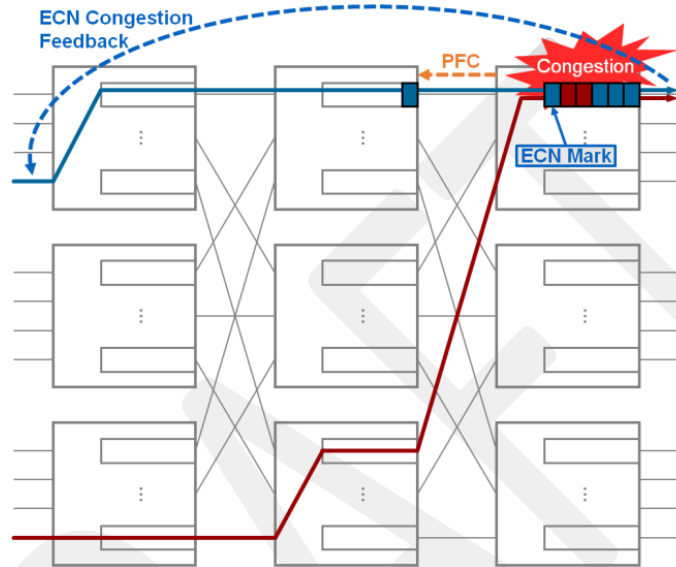 ECN Congestion
Feedback
PFC
Congestion
ECN Mark